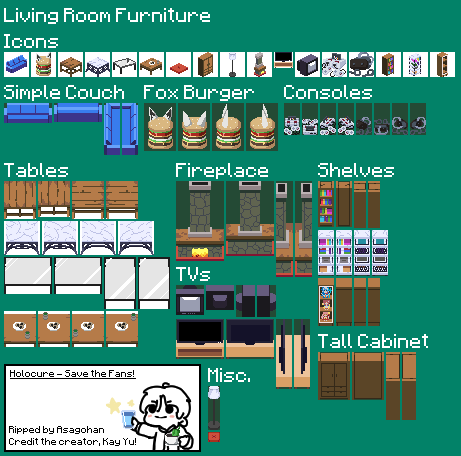 Living Room Furniture
Icons
Simple Couch
Fox Burger
Consoles
Tables
Fireplace
Shelves
TVs
Tall Cabinet
Misc.
Holocure - Save the Fans!
Ripped by Asagohan
Credit the creator, Kay Yu!